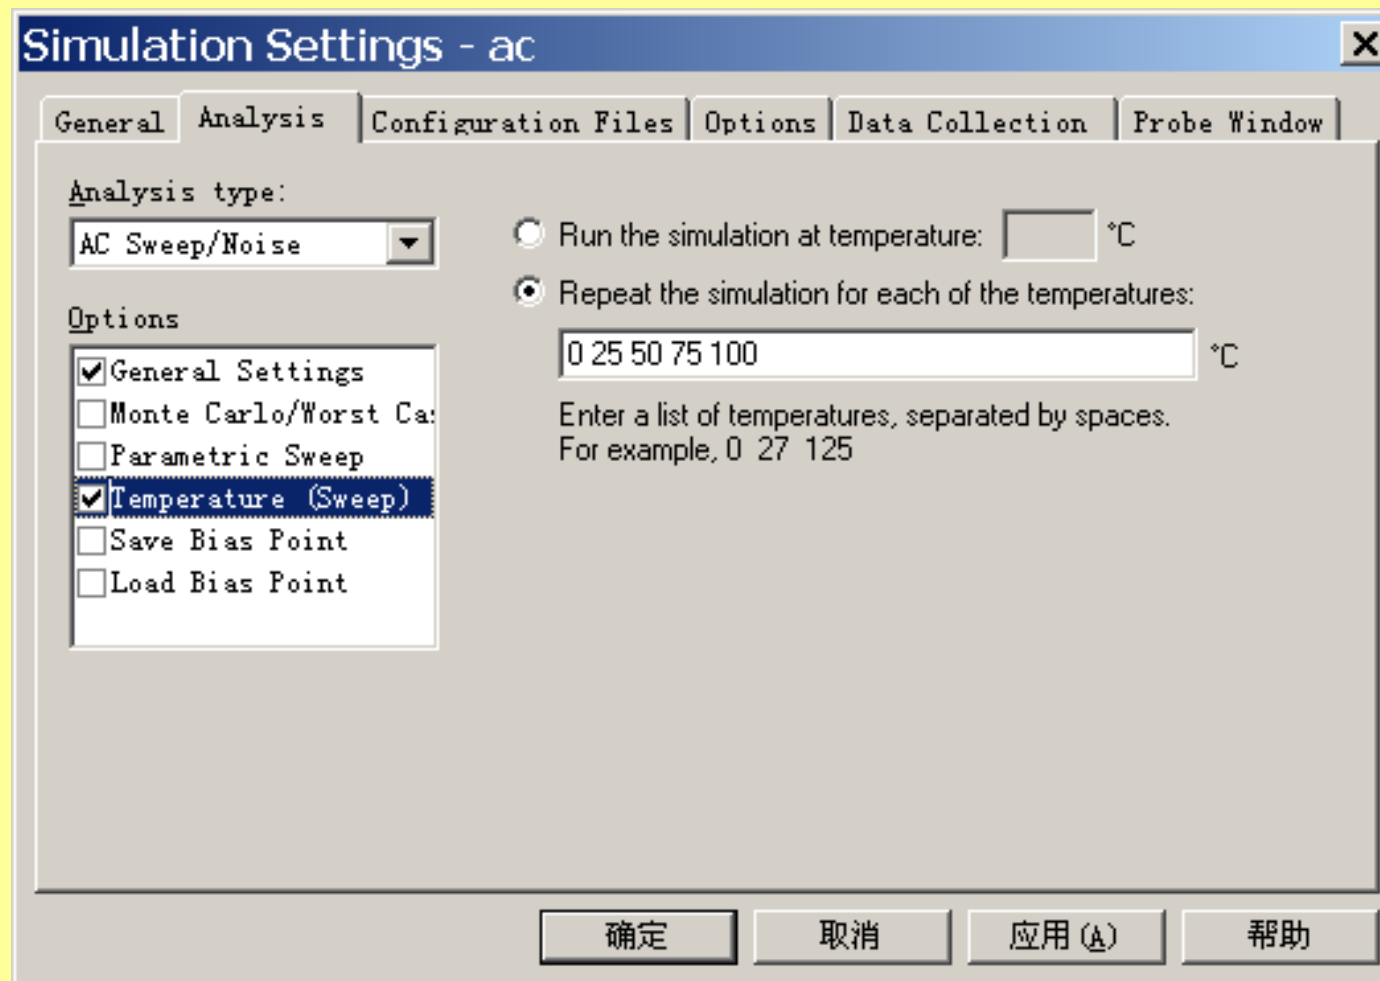 Simulation Settings - ac
General Analysis Configuration Files Options Data Collection Probe Window
Analysis type:
AC Sweep/Noise
Run the simulation at temperature: °C
Repeat the simulation for each of the temperatures:
0 25 50 75 100 °C
Enter a list of temperatures, separated by spaces.
For example, 0 27 125
Options
General Settings
Monte Carlo/Worst Ca
Parametric Sweep
Temperature (Sweep)
Save Bias Point
Load Bias Point
确定 取消 应用(A) 帮助